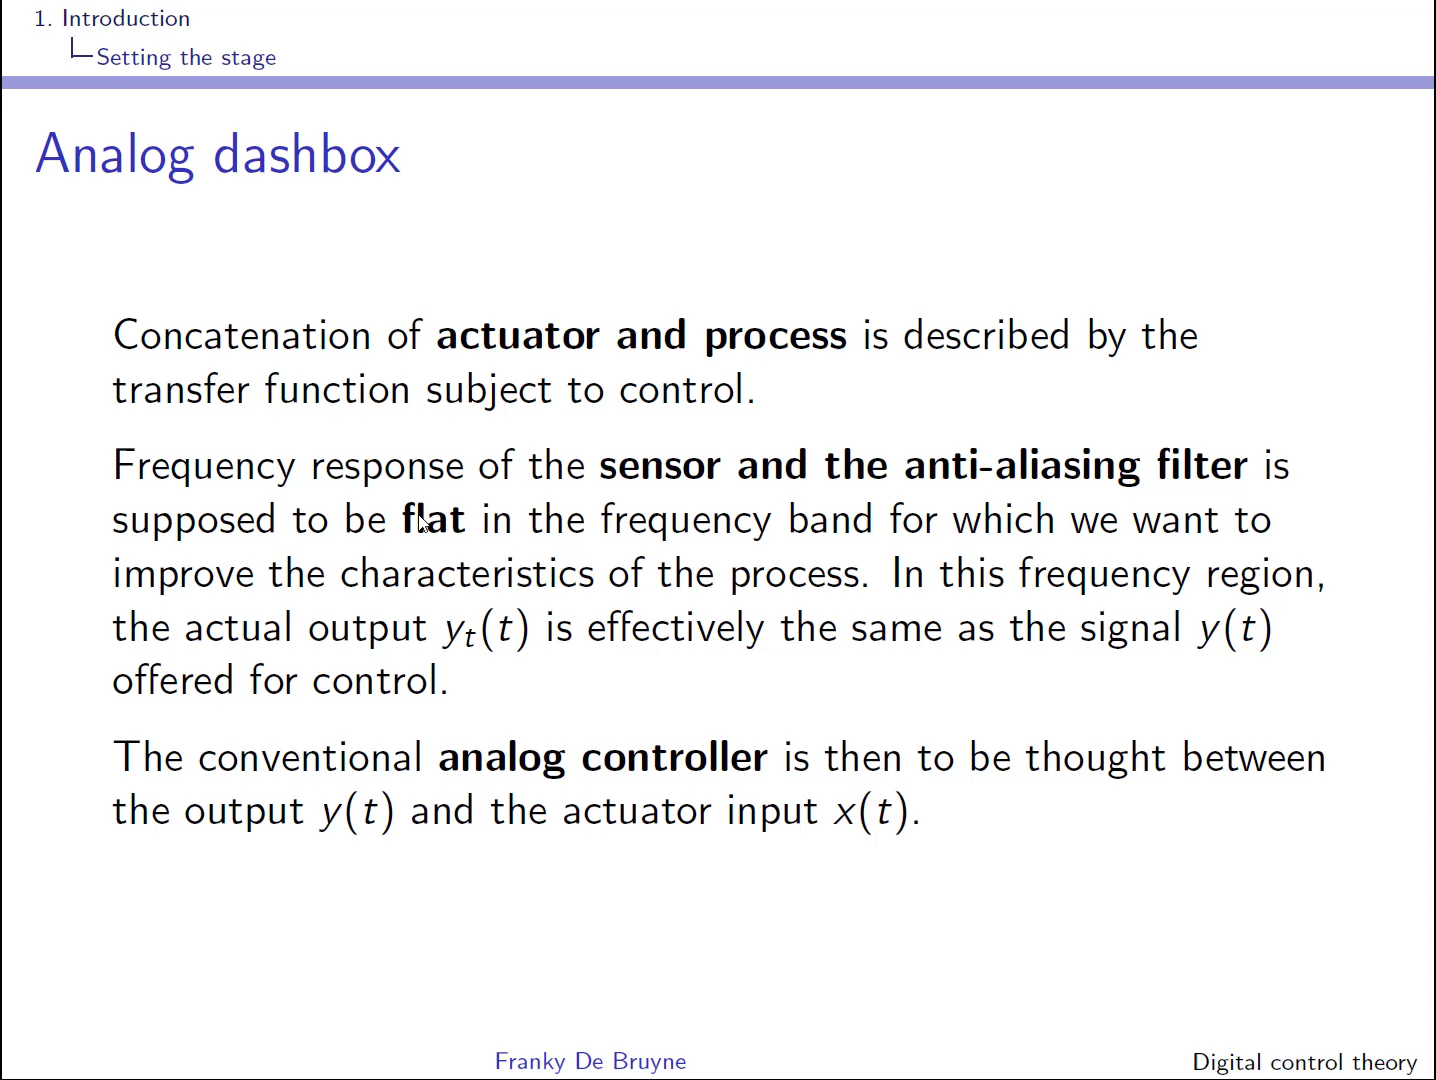 1. Introduction
Setting the stage
Analog dashbox
Concatenation of actuator and process is described by the
transfer function subject to control.
Frequency response of the sensor and the anti-aliasing filter is
supposed to be flat in the frequency band for which we want to
improve the characteristics of the process. In this frequency region,
the actual output yₜ(t) is effectively the same as the signal y(t)
offered for control.
The conventional analog controller is then to be thought between
the output y(t) and the actuator input x(t).
Franky De Bruyne
Digital control theory